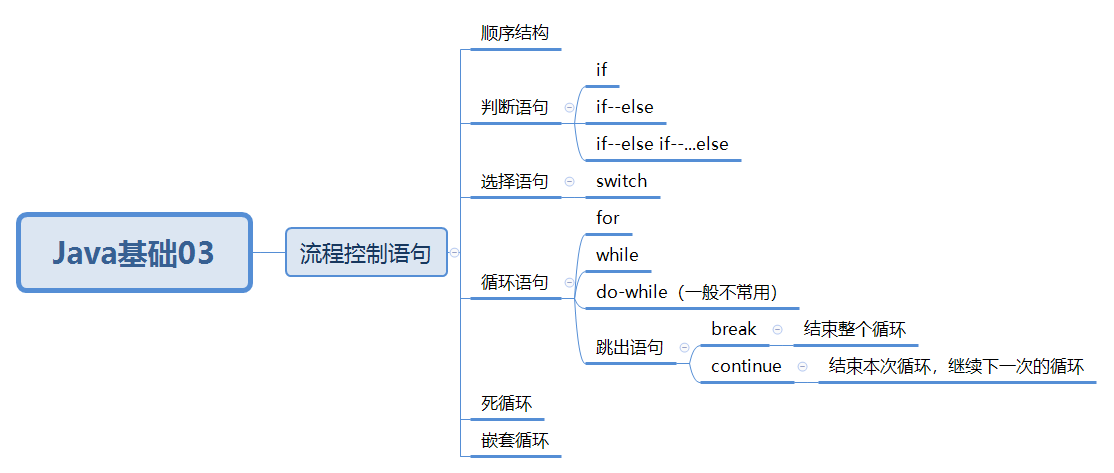 Java基础03
流程控制语句
顺序结构
判断语句
if
if--else
if--else if--...else
选择语句
switch
循环语句
for
while
do-while（一般不常用）
跳出语句
break
结束整个循环
continue
结束本次循环，继续下一次的循环
死循环
嵌套循环